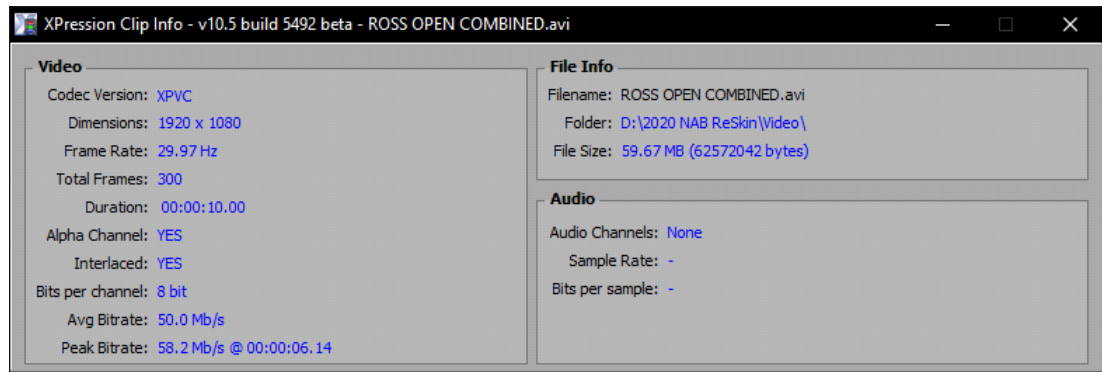 XPression Clip Info - v10.5 build 5492 beta - ROSS OPEN COMBINED.avi
Video
Codec Version: XPVC
Dimensions: 1920 x 1080
Frame Rate: 29.97 Hz
Total Frames: 300
Duration: 00:00:10.00
Alpha Channel: YES
Interlaced: YES
Bits per channel: 8 bit
Avg Bitrate: 50.0 Mb/s
Peak Bitrate: 58.2 Mb/s @ 00:00:06.14
File Info
Filename: ROSS OPEN COMBINED.avi
Folder: D:\2020 NAB ReSkin\Video\
File Size: 59.67 MB (62572042 bytes)
Audio
Audio Channels: None
Sample Rate: -
Bits per sample: -